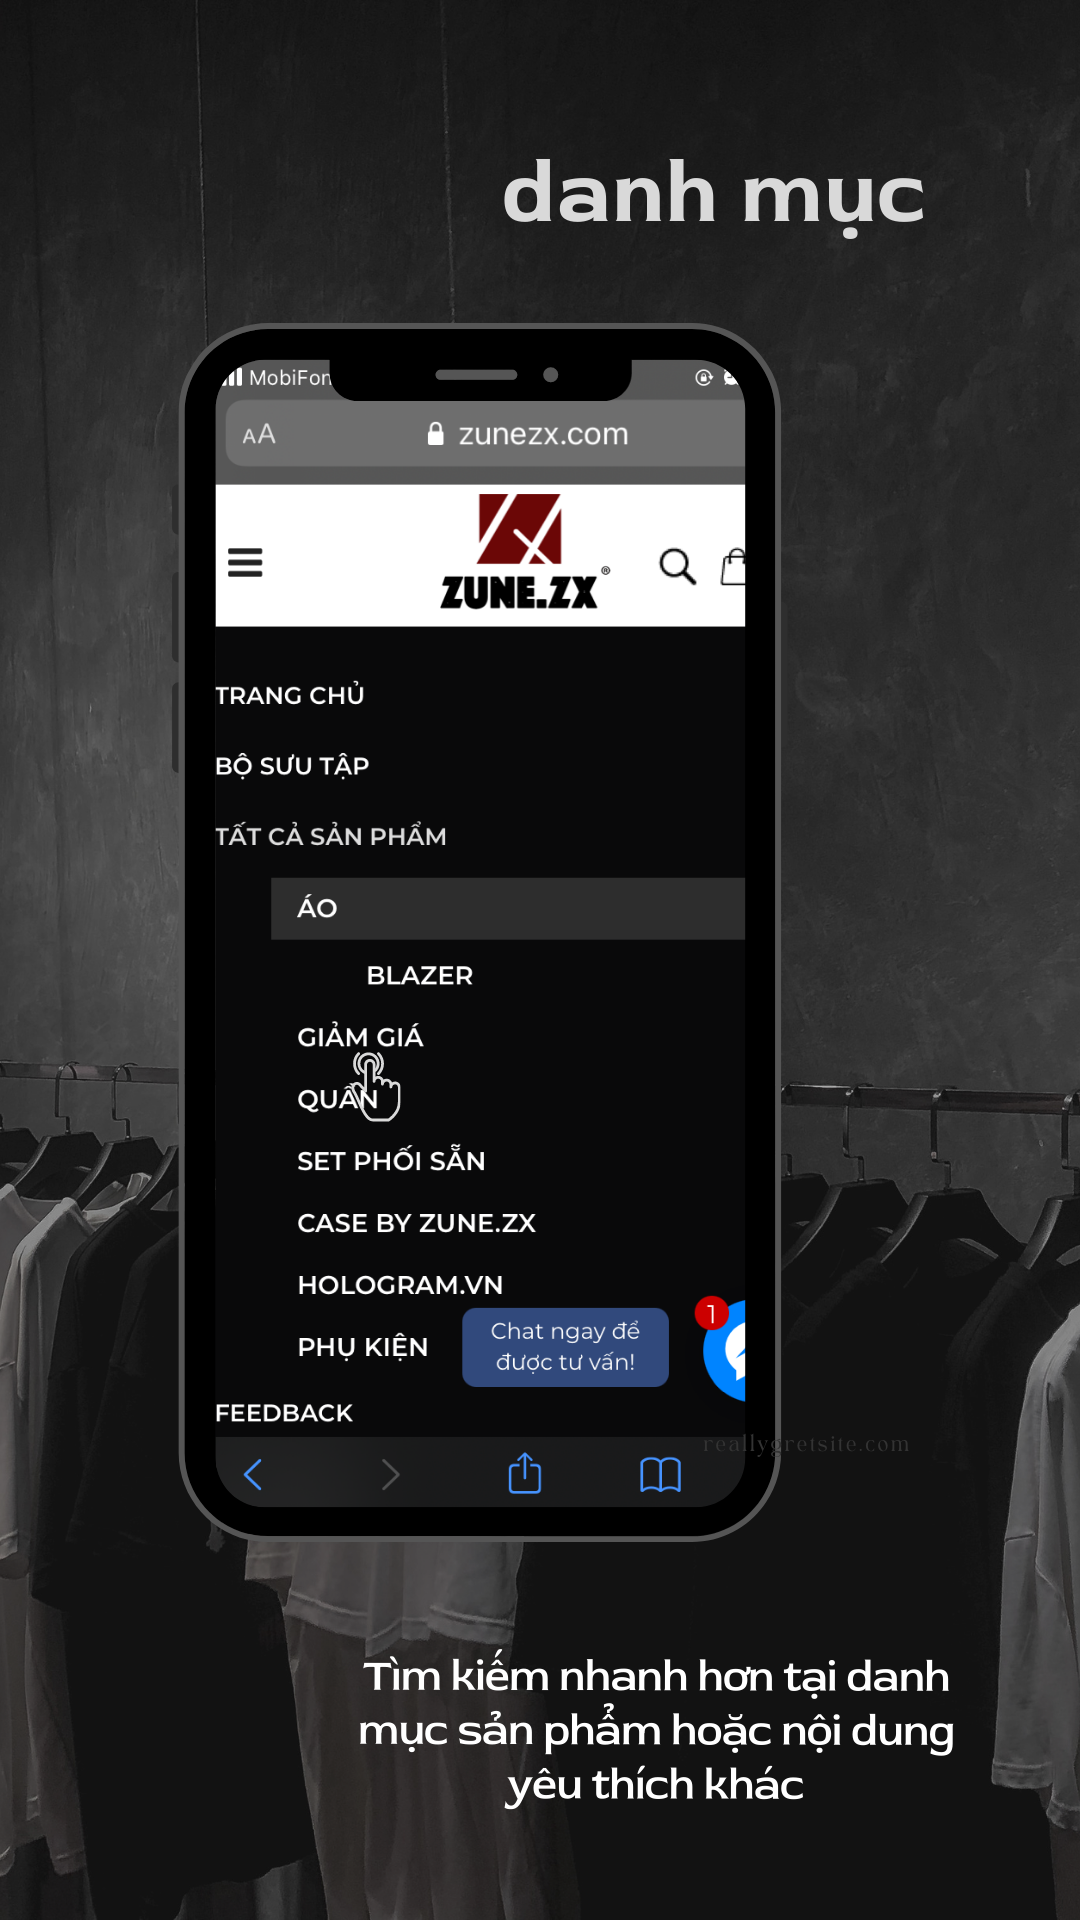 danh mục
MobiFon
AA
zunezx.com
ZUNE.ZX®
TRANG CHỦ
BỘ SƯU TẬP
TẤT CẢ SẢN PHẨM
ÁO
BLAZER
GIẢM GIÁ
QUẦN
SET PHỐI SẴN
CASE BY ZUNE.ZX
HOLOGRAM.VN
PHỤ KIỆN
Chat ngay để
được tư vấn!
1
FEEDBACK
reallygretsite.com
Tìm kiếm nhanh hơn tại danh
mục sản phẩm hoặc nội dung
yêu thích khác